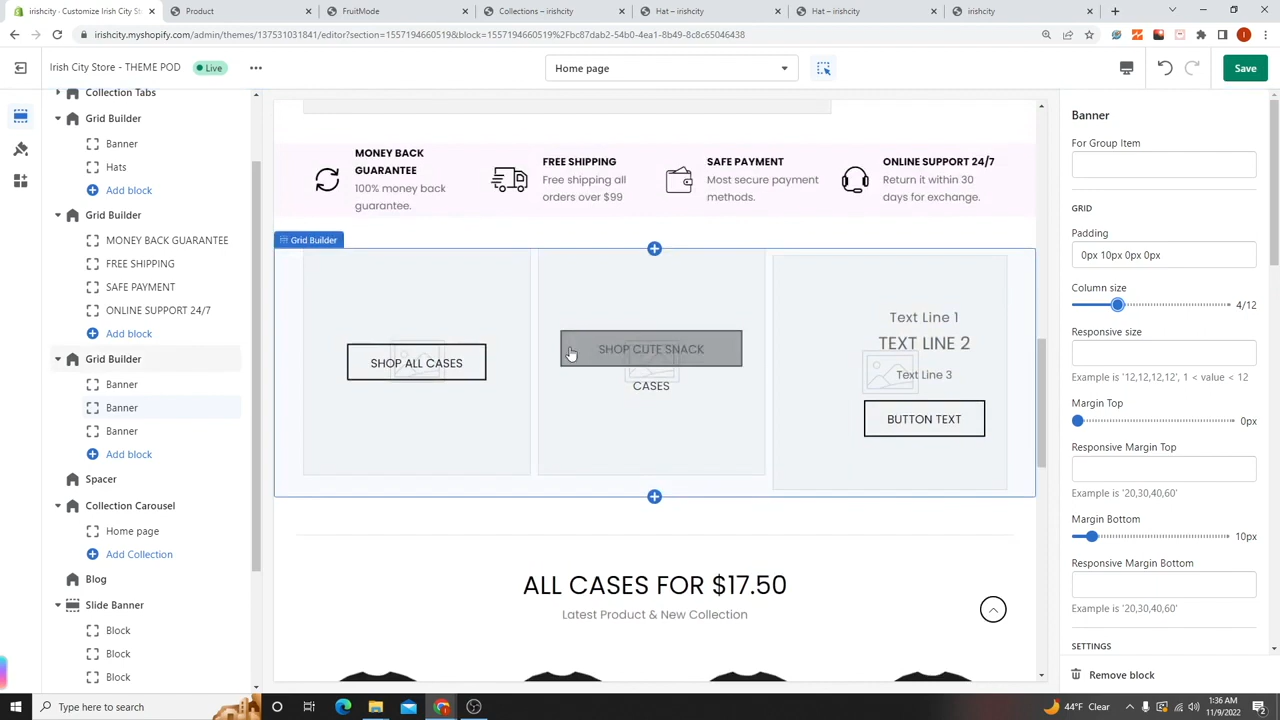 irishcity - Customize Irish City St
Product
FruitMode
Collections – irishcity
Hat – irishcity
Hat – irishcity
irishcity
irishcity.myshopify.com/admin/themes/137531031841/editor?section=1557194660519&block=1557194660519%2Fbc87dab2-54b0-4ea1-8b49-8c8c65046438
I
Irish City Store - THEME POD
Live
Home page
Save
Collection Tabs
Grid Builder
Banner
Hats
Add block
Grid Builder
MONEY BACK GUARANTEE
FREE SHIPPING
SAFE PAYMENT
ONLINE SUPPORT 24/7
Add block
Grid Builder
Banner
Banner
Banner
Add block
Spacer
Collection Carousel
Home page
Add Collection
Blog
Slide Banner
Block
Block
Block
MONEY BACK
GUARANTEE
100% money back
guarantee.
FREE SHIPPING
Free shipping all
orders over $99
SAFE PAYMENT
Most secure payment
methods.
ONLINE SUPPORT 24/7
Return it within 30
days for exchange.
Grid Builder
SHOP ALL CASES
SHOP CUTE SNACK
CASES
Text Line 1
TEXT LINE 2
Text Line 3
BUTTON TEXT
ALL CASES FOR $17.50
Latest Product & New Collection
Banner
For Group Item
GRID
Padding
0px 10px 0px 0px
Column size
4/12
Responsive size
Example is '12,12,12,12', 1 < value < 12
Margin Top
0px
Responsive Margin Top
Example is '20,30,40,60'
Margin Bottom
10px
Responsive Margin Bottom
Example is '20,30,40,60'
SETTINGS
Remove block
Type here to search
44°F Clear
1:36 AM
11/9/2022
2